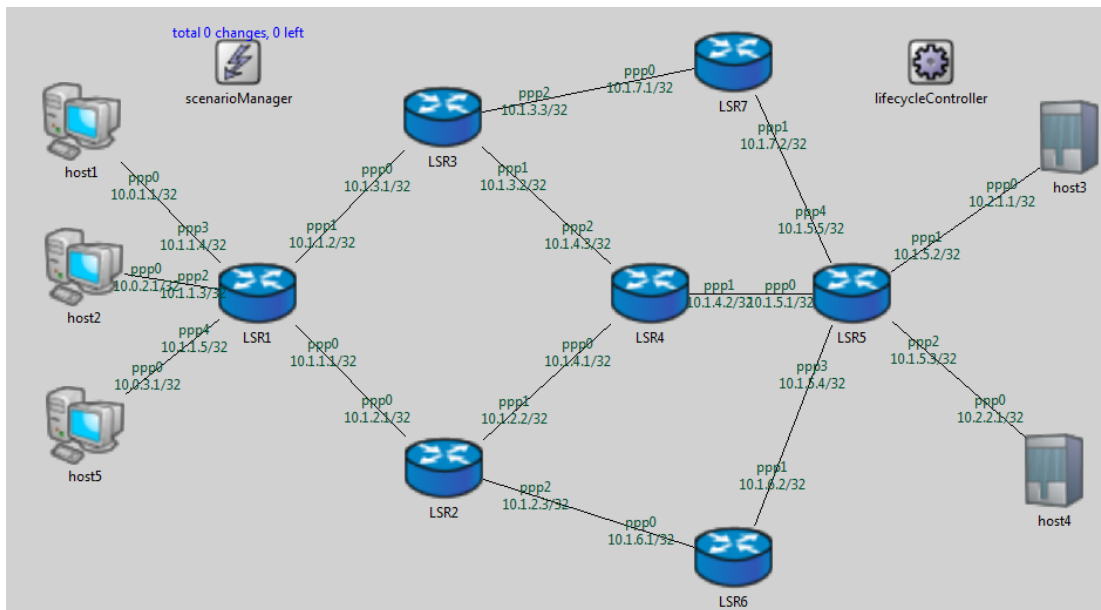 total 0 changes, 0 left
scenarioManager
lifecycleController
host1
ppp0
10.0.1.1/32
ppp3
10.1.1.4/32
host2
ppp0
10.0.2.1/32
ppp2
10.1.1.3/32
host5
ppp0
10.0.3.1/32
ppp4
10.1.1.5/32
LSR1
ppp1
10.1.1.2/32
ppp0
10.1.1.1/32
LSR3
ppp0
10.1.3.1/32
ppp2
10.1.3.3/32
ppp1
10.1.3.2/32
LSR2
ppp0
10.1.2.1/32
ppp1
10.1.2.2/32
ppp2
10.1.2.3/32
LSR4
ppp2
10.1.4.3/32
ppp1
10.1.4.2/32
ppp0
10.1.4.1/32
LSR7
ppp0
10.1.7.1/32
ppp1
10.1.7.2/32
LSR6
ppp0
10.1.6.1/32
ppp1
10.1.6.2/32
LSR5
ppp4
10.1.5.5/32
ppp0
10.1.5.1/32
ppp3
10.1.5.4/32
ppp1
10.1.5.2/32
ppp2
10.1.5.3/32
host3
ppp0
10.2.1.1/32
host4
ppp0
10.2.2.1/32